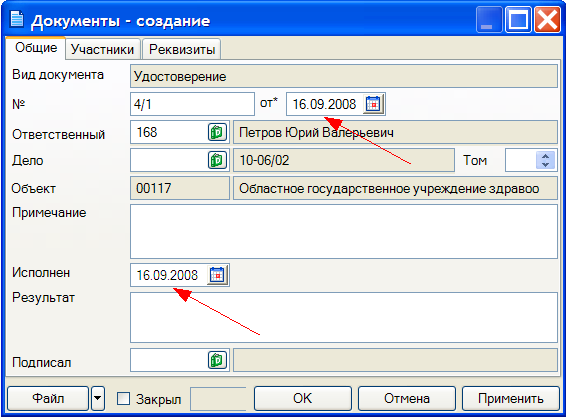 Документы - создание
Общие Участники Реквизиты
Вид документа Удостоверение
№ 4/1 от* 16.09.2008
Ответственный 168 Петров Юрий Валерьевич
Дело 10-06/02 Том
Объект 00117 Областное государственное учреждение здравоо
Примечание
Исполнен 16.09.2008
Результат
Подписал
Файл Закрыл OK Отмена Применить